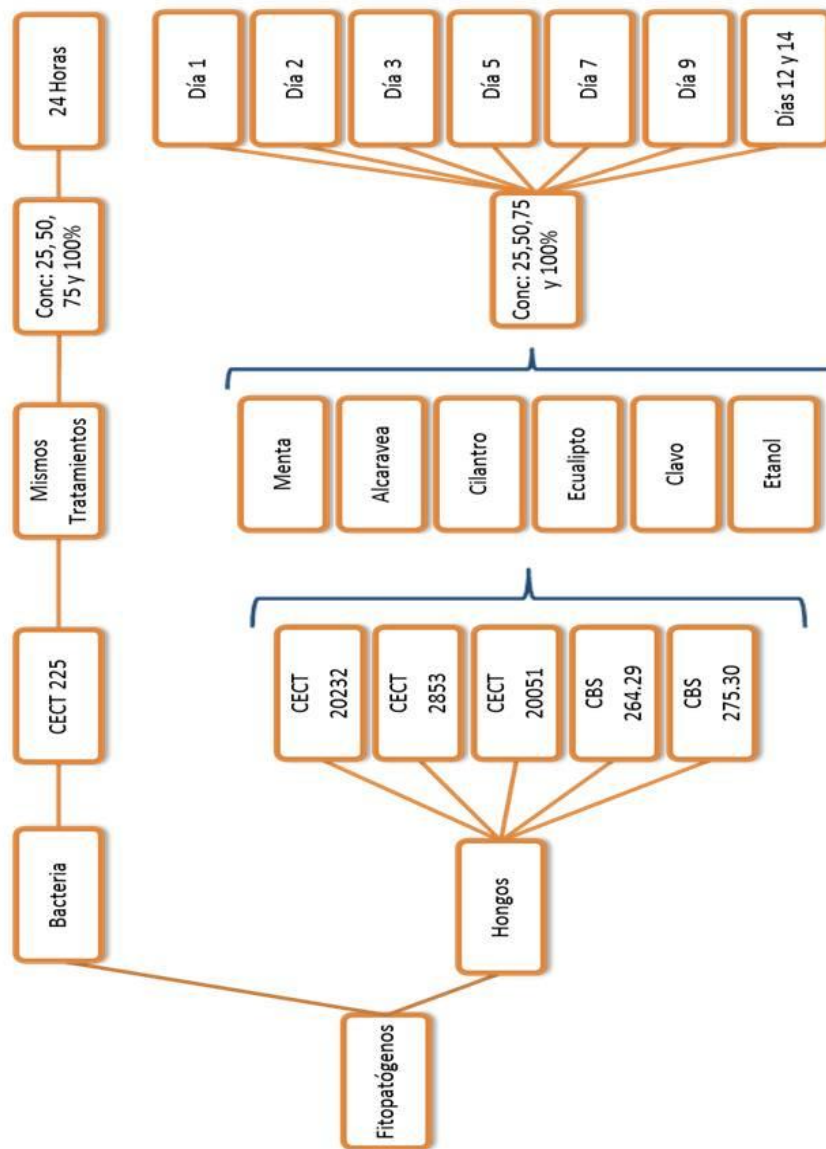 Fitopatógenos
Bacteria
CECT 225
Mismos
Tratamientos
Conc: 25, 50,
75 y 100%
24 Horas
Hongos
CECT
20232
CECT
2853
CECT
20051
CBS
264.29
CBS
275.30
Menta
Alcaravea
Cilantro
Ecualipto
Clavo
Etanol
Conc: 25,50,75
y 100%
Día 1
Día 2
Día 3
Día 5
Día 7
Día 9
Días 12 y 14